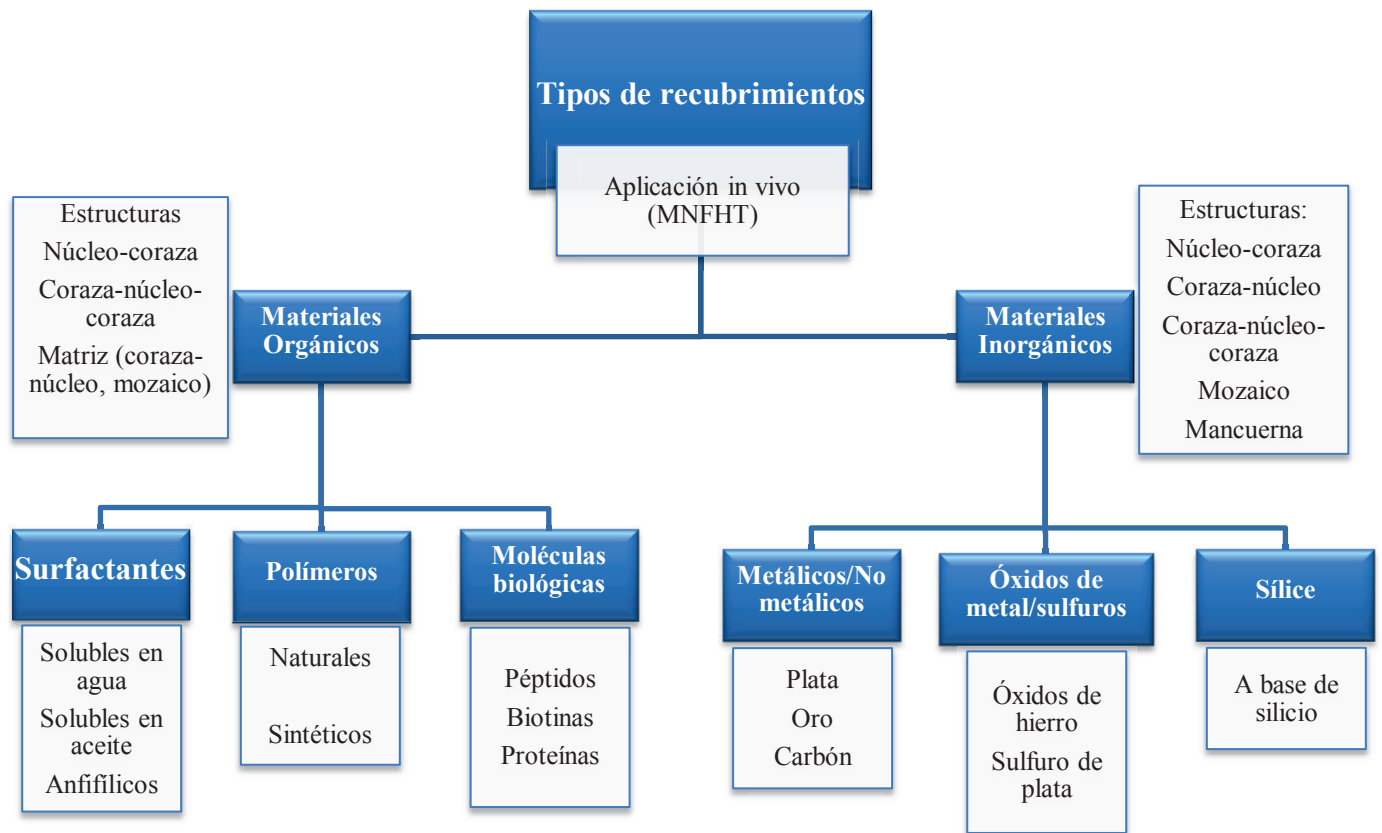 Tipos de recubrimientos
Aplicación in vivo
(MNFHT)
Estructuras
Núcleo-coraza
Coraza-núcleo-
coraza
Matriz (coraza-
núcleo, mozaico)
Materiales
Orgánicos
Materiales
Inorgánicos
Estructuras:
Núcleo-coraza
Coraza-núcleo
Coraza-núcleo-
coraza
Mozaico
Mancuerna
Surfactantes
Solubles en
agua
Solubles en
aceite
Anfifílicos
Polímeros
Naturales
Sintéticos
Moléculas
biológicas
Péptidos
Biotinas
Proteínas
Metálicos/No
metálicos
Plata
Oro
Carbón
Óxidos de
metal/sulfuros
Óxidos de
hierro
Sulfuro de
plata
Sílice
A base de
silicio